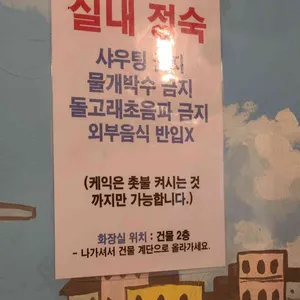 실내 정숙
샤우팅 금지
물개박수 금지
돌고래초음파 금지
외부음식 반입X
(케익은 촛불 켜시는 것
까지만 가능합니다.)
화장실 위치 : 건물 2층
- 나가셔서 건물 계단으로 올라가세요.